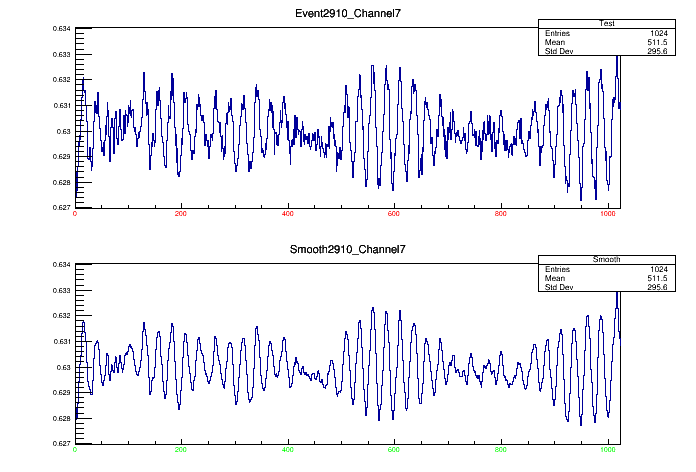 Event2910_Channel7
Test
Entries 1024
Mean 511.5
Std Dev 295.6
0.634
0.633
0.632
0.631
0.63
0.629
0.628
0.627
0 200 400 600 800 1000
Smooth2910_Channel7
Smooth
Entries 1024
Mean 511.5
Std Dev 295.6
0.634
0.633
0.632
0.631
0.63
0.629
0.628
0.627
0 200 400 600 800 1000